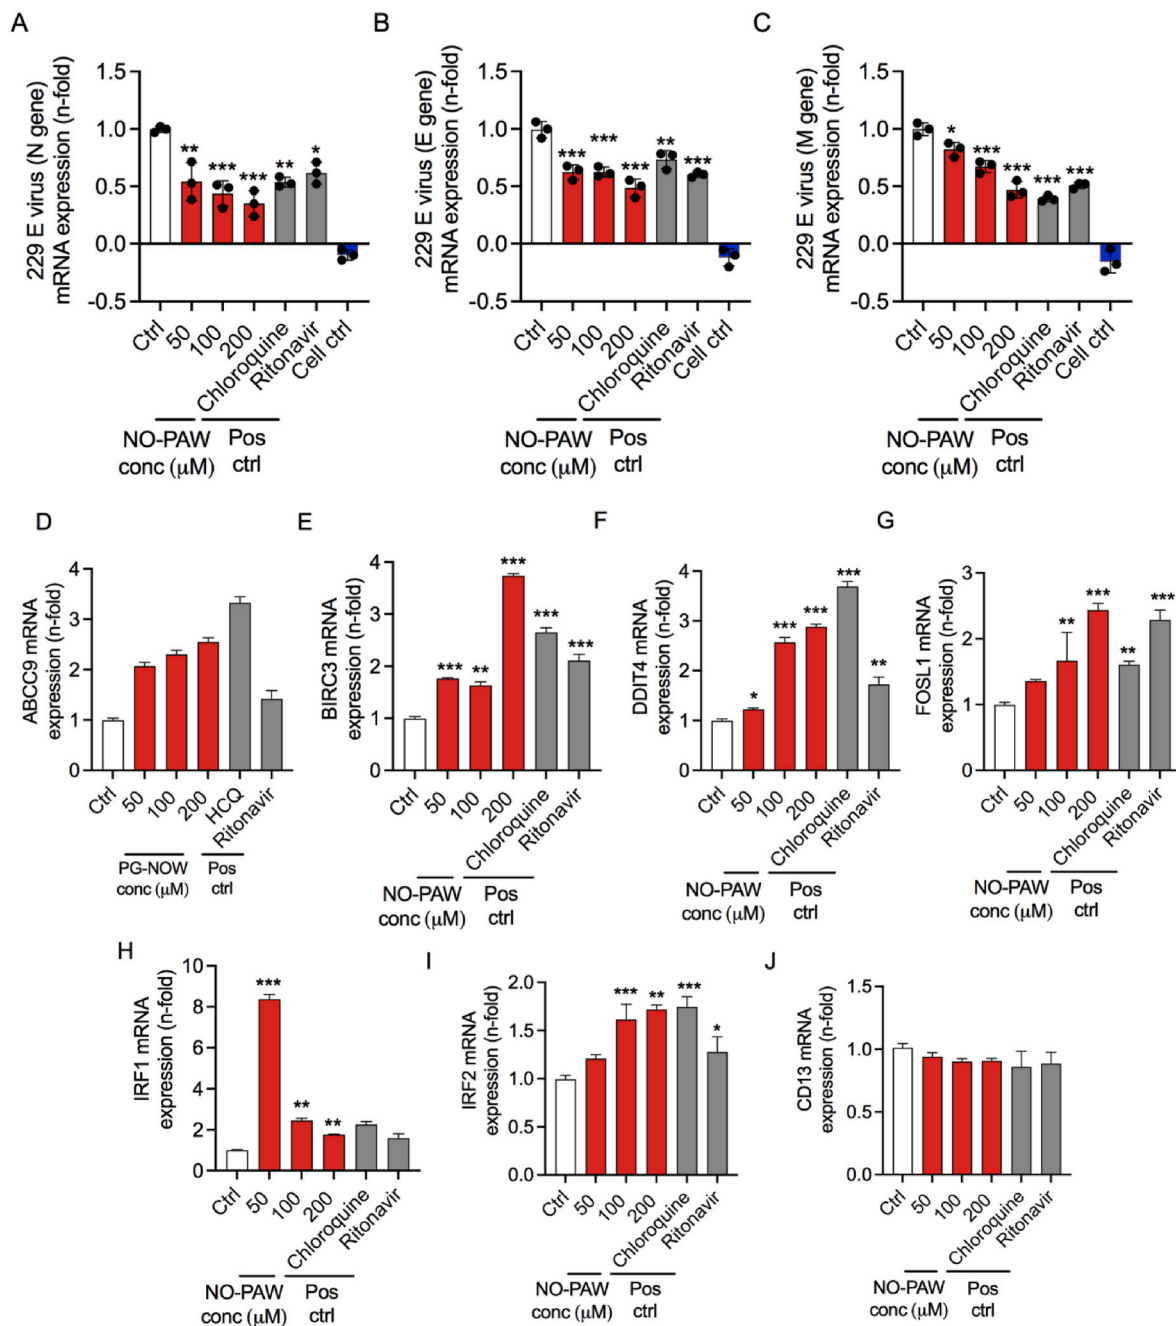 A
229 E virus (N gene)
mRNA expression (n-fold)
1.5
1.0
0.5
0.0
-0.5
** *** *** ** *
Ctrl
50
100
200
Chloroquine
Ritonavir
Cell ctrl
NO-PAW
conc (µM)
Pos
ctrl
B
229 E virus (E gene)
mRNA expression (n-fold)
1.5
1.0
0.5
0.0
-0.5
*** *** *** ** ***
Ctrl
50
100
200
Chloroquine
Ritonavir
Cell ctrl
NO-PAW
conc (µM)
Pos
ctrl
C
229 E virus (M gene)
mRNA expression (n-fold)
1.5
1.0
0.5
0.0
-0.5
* *** *** *** ***
Ctrl
50
100
200
Chloroquine
Ritonavir
Cell ctrl
NO-PAW
conc (µM)
Pos
ctrl
D
ABCC9 mRNA
expression (n-fold)
4
3
2
1
0
Ctrl
50
100
200
HCQ
Ritonavir
PG-NOW
conc (µM)
Pos
ctrl
E
BIRC3 mRNA
expression (n-fold)
4
3
2
1
0
*** ** *** *** ***
Ctrl
50
100
200
Chloroquine
Ritonavir
NO-PAW
conc (µM)
Pos
ctrl
F
DDIT4 mRNA
expression (n-fold)
4
3
2
1
0
* *** *** *** **
Ctrl
50
100
200
Chloroquine
Ritonavir
NO-PAW
conc (µM)
Pos
ctrl
G
FOSL1 mRNA
expression (n-fold)
3
2
1
0
** *** ** ***
Ctrl
50
100
200
Chloroquine
Ritonavir
NO-PAW
conc (µM)
Pos
ctrl
H
IRF1 mRNA
expression (n-fold)
10
8
6
4
2
0
*** ** **
Ctrl
50
100
200
Chloroquine
Ritonavir
NO-PAW
conc (µM)
Pos
ctrl
I
IRF2 mRNA
expression (n-fold)
2.0
1.5
1.0
0.5
0.0
*** ** *** *
Ctrl
50
100
200
Chloroquine
Ritonavir
NO-PAW
conc (µM)
Pos
ctrl
J
CD13 mRNA
expression (n-fold)
1.5
1.0
0.5
0.0
Ctrl
50
100
200
Chloroquine
Ritonavir
NO-PAW
conc (µM)
Pos
ctrl